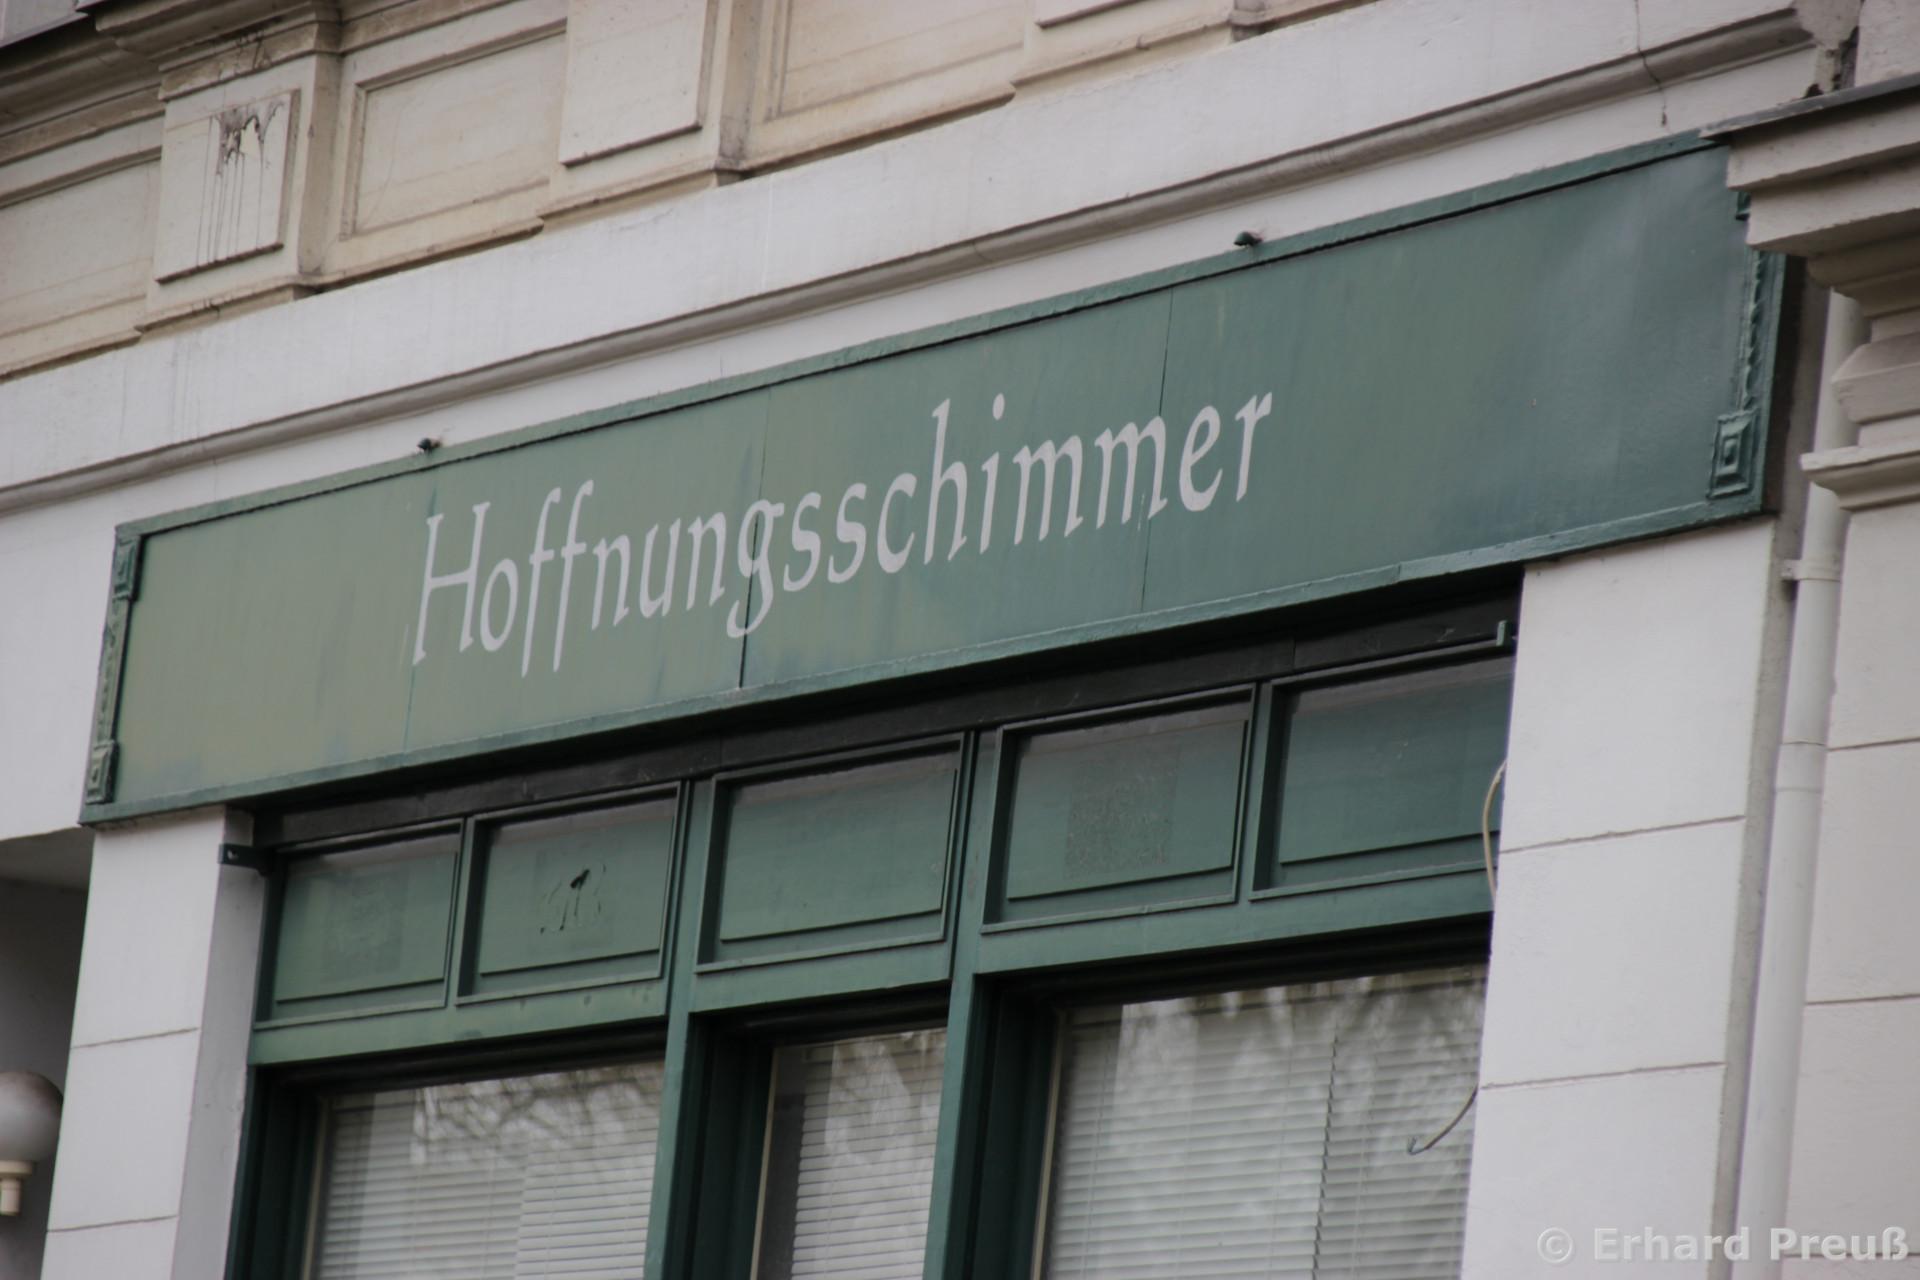 Hoffnungsschimmer
© Erhard Preuß